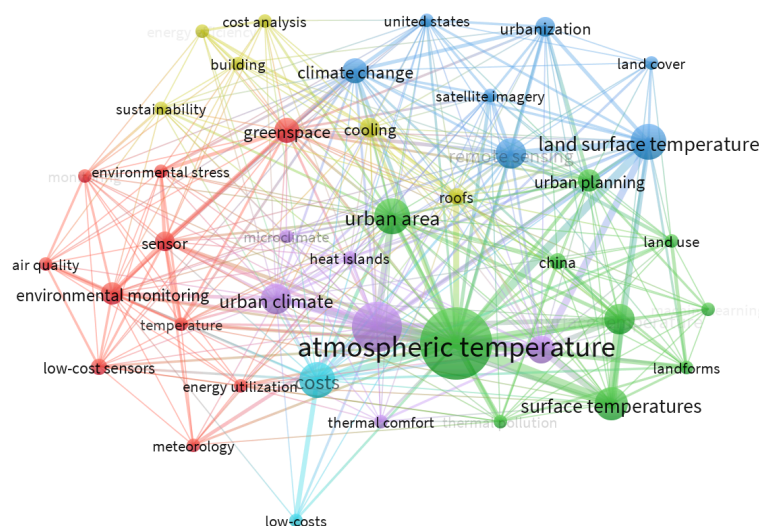 cost analysis
united states
energy efficiency
urbanization
building
climate change
land cover
satellite imagery
sustainability
greenspace
cooling
land surface temperature
remote sensing
environmental stress
urban planning
roofs
urban area
microclimate
sensor
land use
heat islands
china
air quality
environmental monitoring
urban climate
temperature
atmospheric temperature
low-cost sensors
landforms
energy utilization
costs
surface temperatures
thermal comfort
thermal pollution
meteorology
low-costs